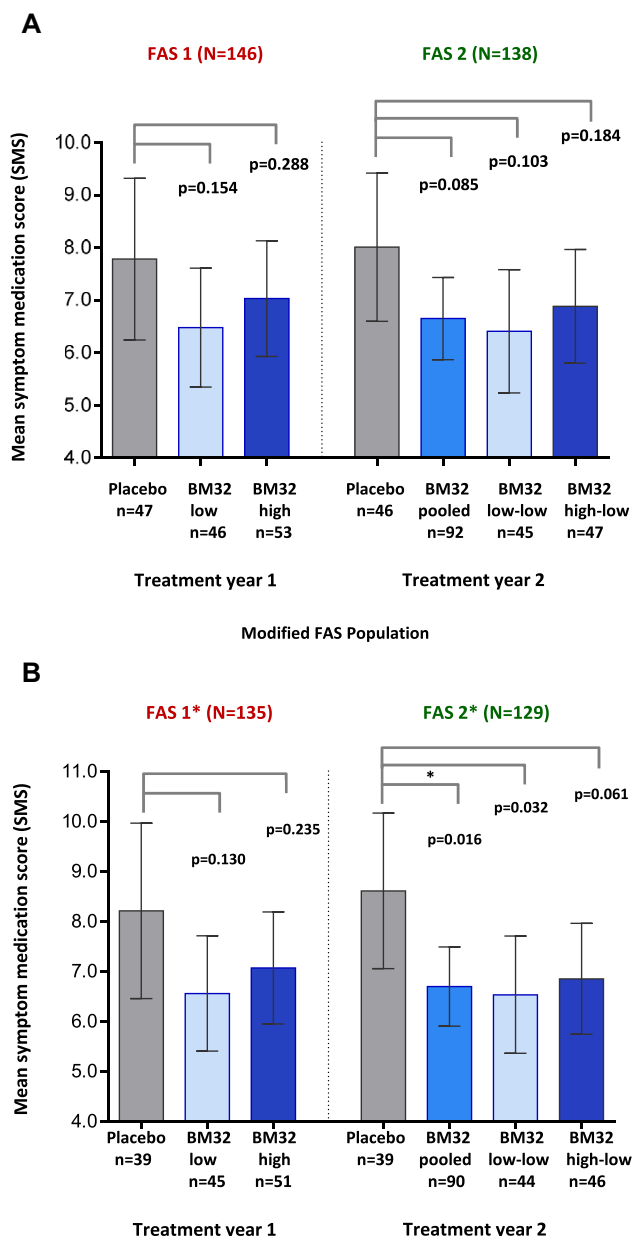 A
FAS 1 (N=146)
FAS 2 (N=138)
Mean symptom medication score (SMS)
10.0
9.0
8.0
7.0
6.0
5.0
4.0
p=0.154
p=0.288
p=0.085
p=0.103
p=0.184
Placebo
n=47
BM32
low
n=46
BM32
high
n=53
Placebo
n=46
BM32
pooled
n=92
BM32
low-low
n=45
BM32
high-low
n=47
Treatment year 1
Treatment year 2
Modified FAS Population
B
FAS 1* (N=135)
FAS 2* (N=129)
Mean symptom medication score (SMS)
11.0
10.0
9.0
8.0
7.0
6.0
5.0
4.0
p=0.130
p=0.235
*
p=0.016
p=0.032
p=0.061
Placebo
n=39
BM32
low
n=45
BM32
high
n=51
Placebo
n=39
BM32
pooled
n=90
BM32
low-low
n=44
BM32
high-low
n=46
Treatment year 1
Treatment year 2